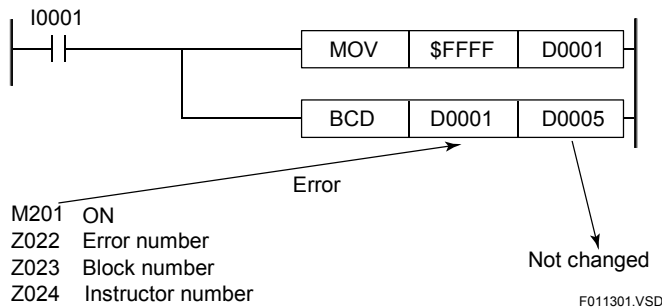 I0001
MOV $FFFF D0001
BCD D0001 D0005
Error
M201 ON
Z022 Error number
Z023 Block number
Z024 Instructor number
Not changed
F011301.VSD